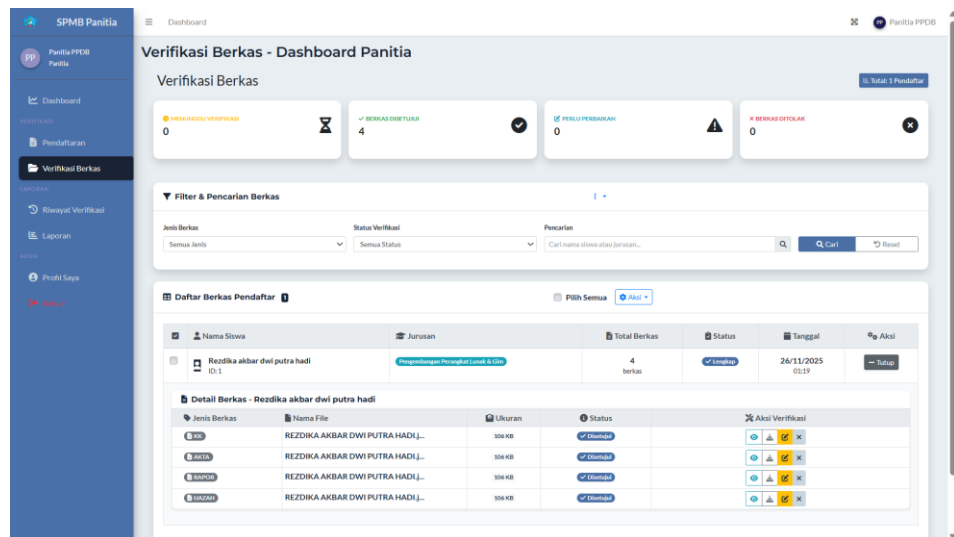 SPMB Panitia
Dashboard
Panitia PPDB
PP
Panitia PPDB
Panitia
Dashboard
VERIFIKASI
Pendaftaran
Verifikasi Berkas
LAPORAN
Riwayat Verifikasi
Laporan
AKUN
Profil Saya
Verifikasi Berkas - Dashboard Panitia
Verifikasi Berkas
Total: 1 Pendaftar
MENUNGGU VERIFIKASI
0
BERKAS DISETUJUI
4
PERLU PERBAIKAN
0
BERKAS DITOLAK
0
Filter & Pencarian Berkas
Jenis Berkas
Status Verifikasi
Pencarian
Semua Jenis
Semua Status
Cari nama siswa atau jurusan...
Cari
Reset
Daftar Berkas Pendaftar 1
Pilih Semua
Aksi
Nama Siswa Jurusan Total Berkas Status Tanggal Aksi
Rezdika akbar dwi putra hadi
ID: 1
Pengembangan Perangkat Lunak & Gim
4
berkas
Lengkap
26/11/2025
01:19
Tutup
Detail Berkas - Rezdika akbar dwi putra hadi
Jenis Berkas Nama File Ukuran Status Aksi Verifikasi
KK REZDIKA AKBAR DWI PUTRA HADI.j... 106 KB Disetujui
AKTA REZDIKA AKBAR DWI PUTRA HADI.j... 106 KB Disetujui
RAPOR REZDIKA AKBAR DWI PUTRA HADI.j... 106 KB Disetujui
IJAZAH REZDIKA AKBAR DWI PUTRA HADI.j... 106 KB Disetujui